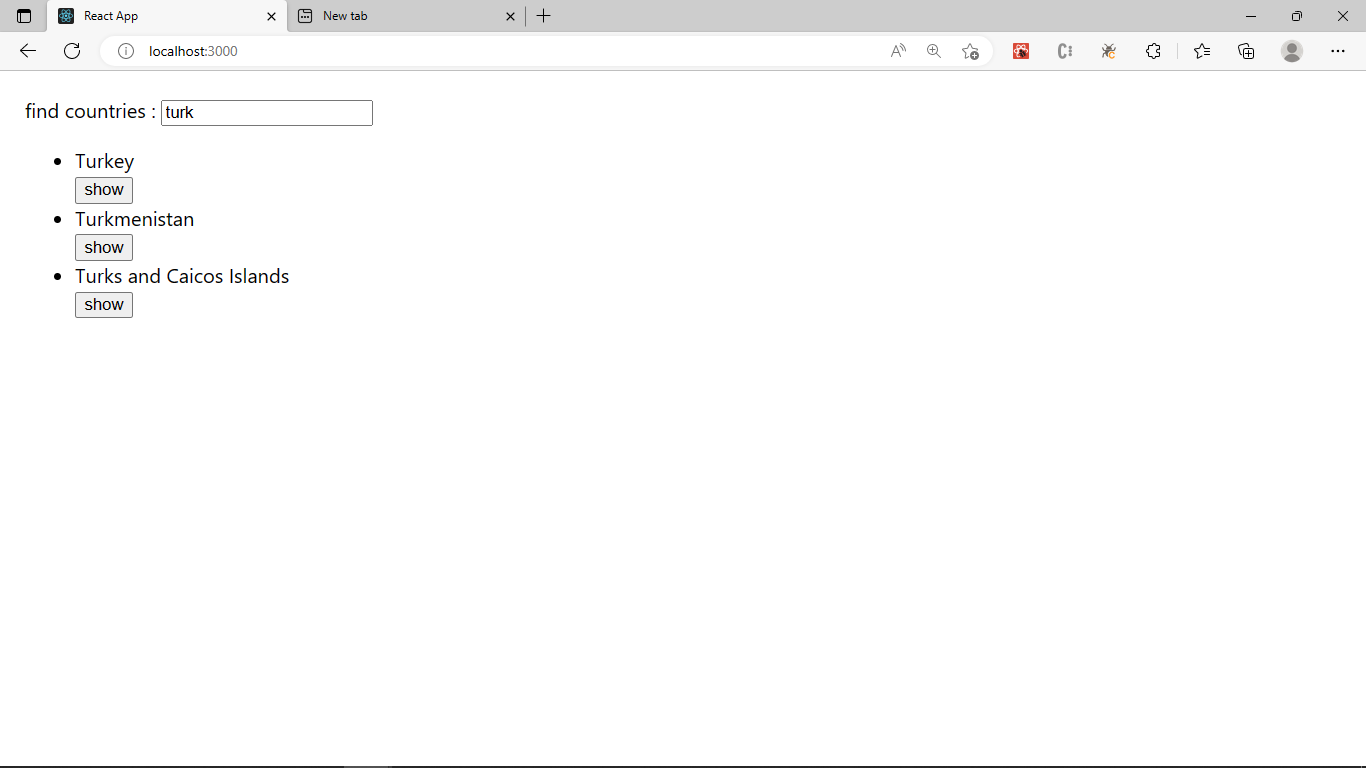 React App
New tab
localhost:3000
find countries : turk
Turkey
show
Turkmenistan
show
Turks and Caicos Islands
show